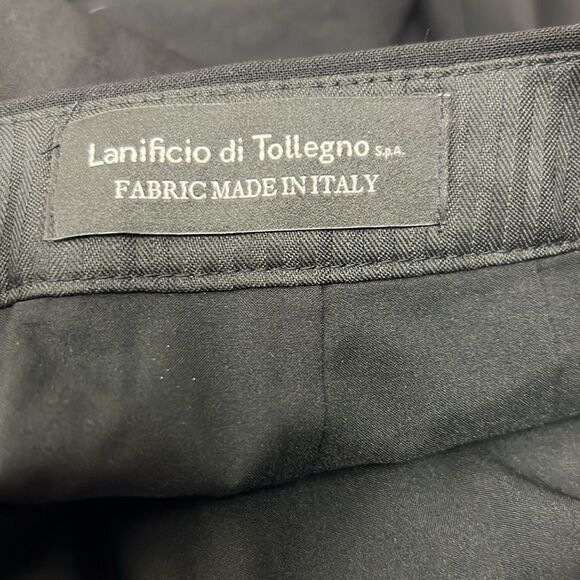 Lanificio di Tollegno S.p.A.
FABRIC MADE IN ITALY